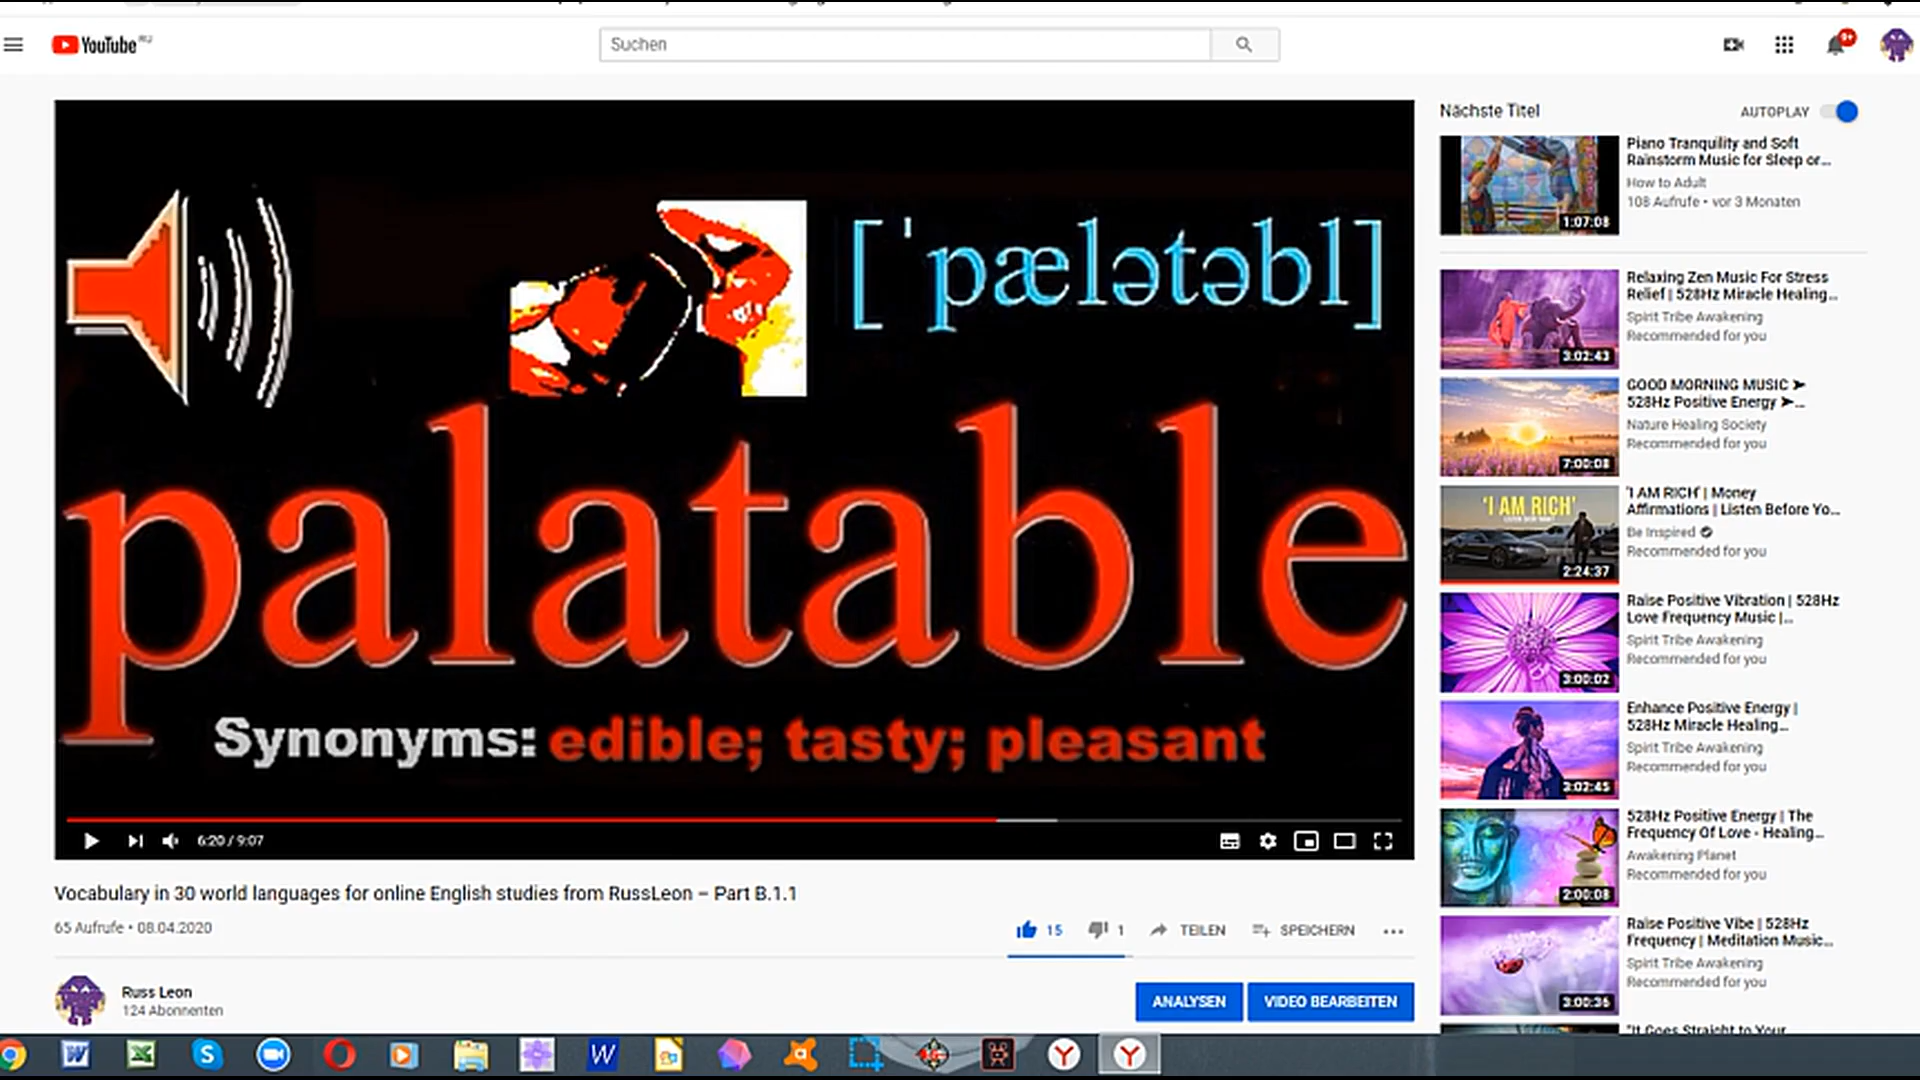 YouTube RU
Suchen
9+
[ˈpælətəbl]
palatable
Synonyms: edible; tasty; pleasant
6:20 / 9:07
Vocabulary in 30 world languages for online English studies from RussLeon – Part B.1.1
65 Aufrufe • 08.04.2020
15
1
TEILEN
SPEICHERN
Russ Leon
124 Abonnenten
ANALYSEN
VIDEO BEARBEITEN
Nächste Titel
AUTOPLAY
Piano Tranquility and Soft
Rainstorm Music for Sleep or...
How to Adult
108 Aufrufe • vor 3 Monaten
1:07:08
Relaxing Zen Music For Stress
Relief | 528Hz Miracle Healing...
Spirit Tribe Awakening
Recommended for you
3:02:43
GOOD MORNING MUSIC ➤
528Hz Positive Energy ➤...
Nature Healing Society
Recommended for you
7:00:08
'I AM RICH'
'I AM RICH' | Money
Affirmations | Listen Before Yo...
Be Inspired
Recommended for you
2:24:37
Raise Positive Vibration | 528Hz
Love Frequency Music |...
Spirit Tribe Awakening
Recommended for you
3:00:02
Enhance Positive Energy |
528Hz Miracle Healing...
Spirit Tribe Awakening
Recommended for you
3:02:45
528Hz Positive Energy | The
Frequency Of Love - Healing...
Awakening Planet
Recommended for you
2:00:08
Raise Positive Vibe | 528Hz
Frequency | Meditation Music...
Spirit Tribe Awakening
Recommended for you
3:00:36
"It Goes Straight to Your